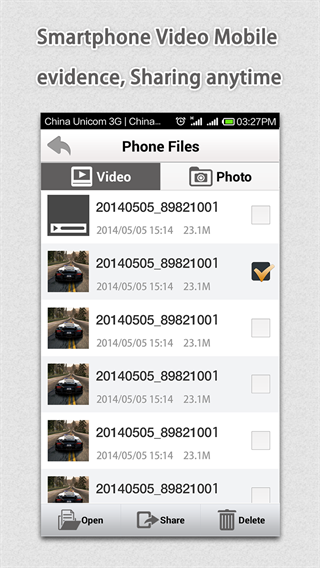 Smartphone Video Mobile
evidence, Sharing anytime
China Unicom 3G | China... 03:27PM
Phone Files
Video Photo
20140505_89821001
2014/05/05 15:14 23.1M
20140505_89821001
2014/05/05 15:14 23.1M
20140505_89821001
2014/05/05 15:14 23.1M
20140505_89821001
2014/05/05 15:14 23.1M
20140505_89821001
2014/05/05 15:14 23.1M
20140505_89821001
Open Share Delete